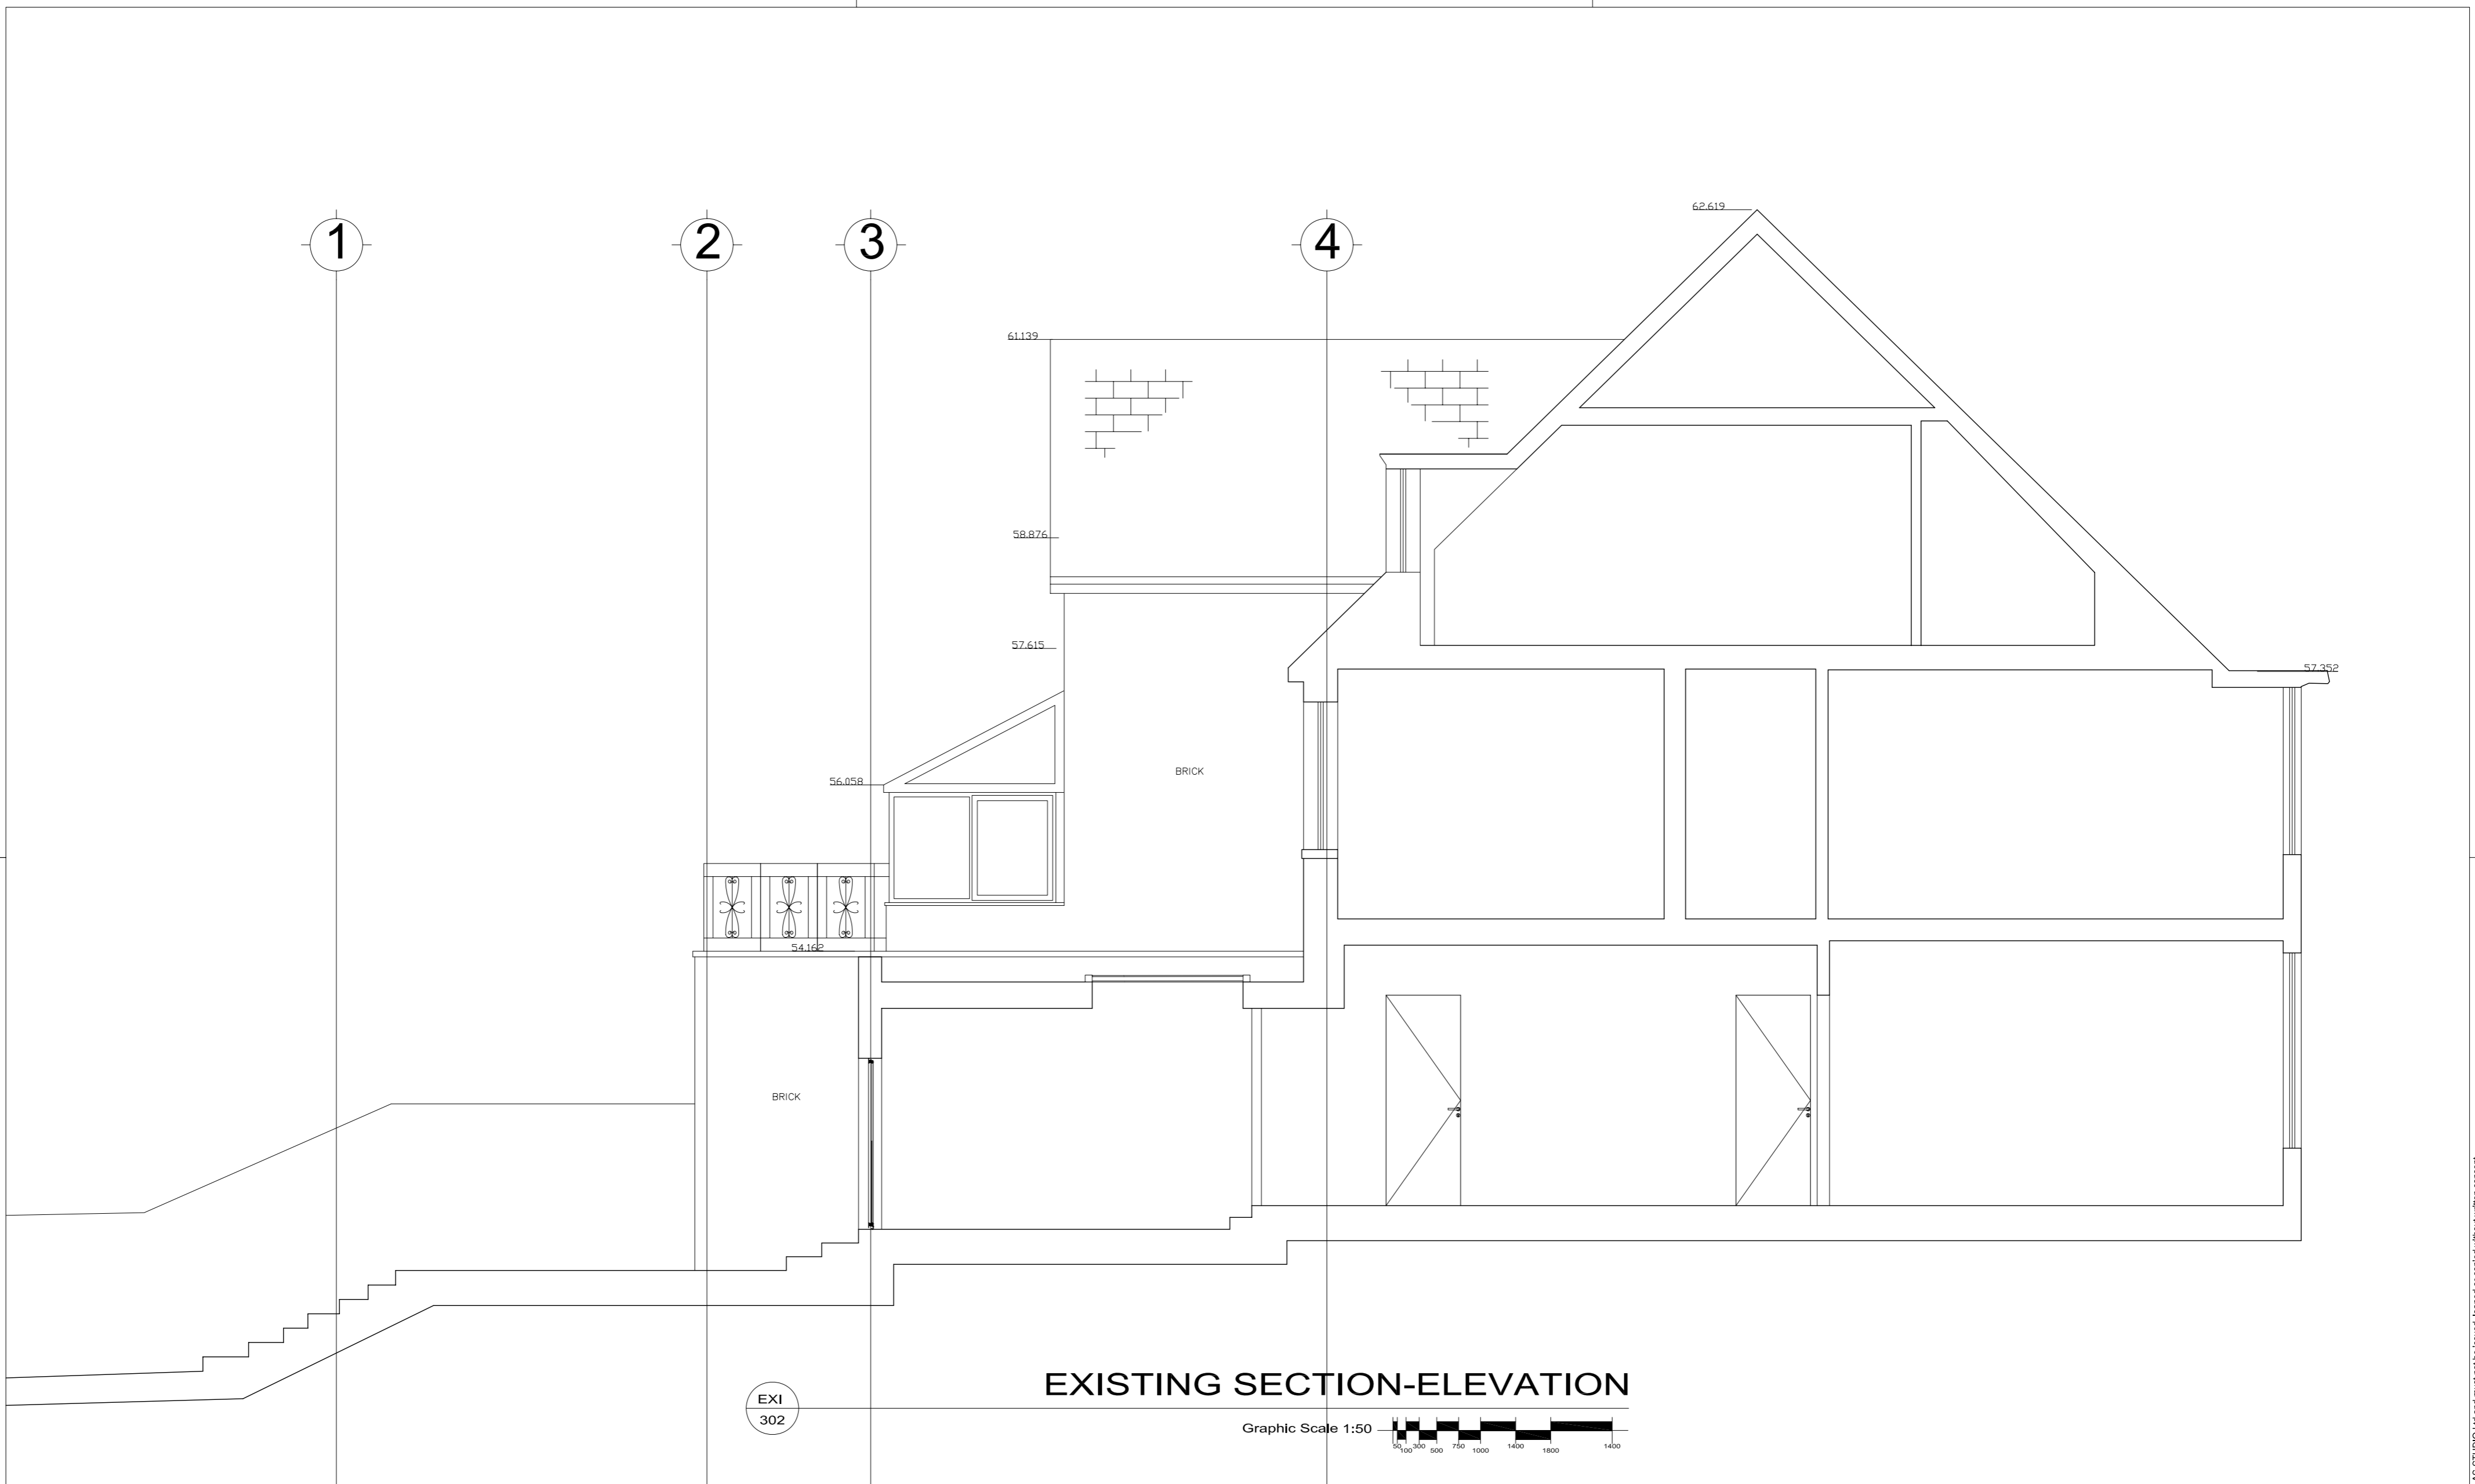 1 2 3 4
62.619
61.139
58.876
57.615
57.352
56.058
BRICK
54.162
BRICK
EXISTING SECTION-ELEVATION
EXI
302
Graphic Scale 1:50
50 100 300 500 750 1000 1400 1800 1400